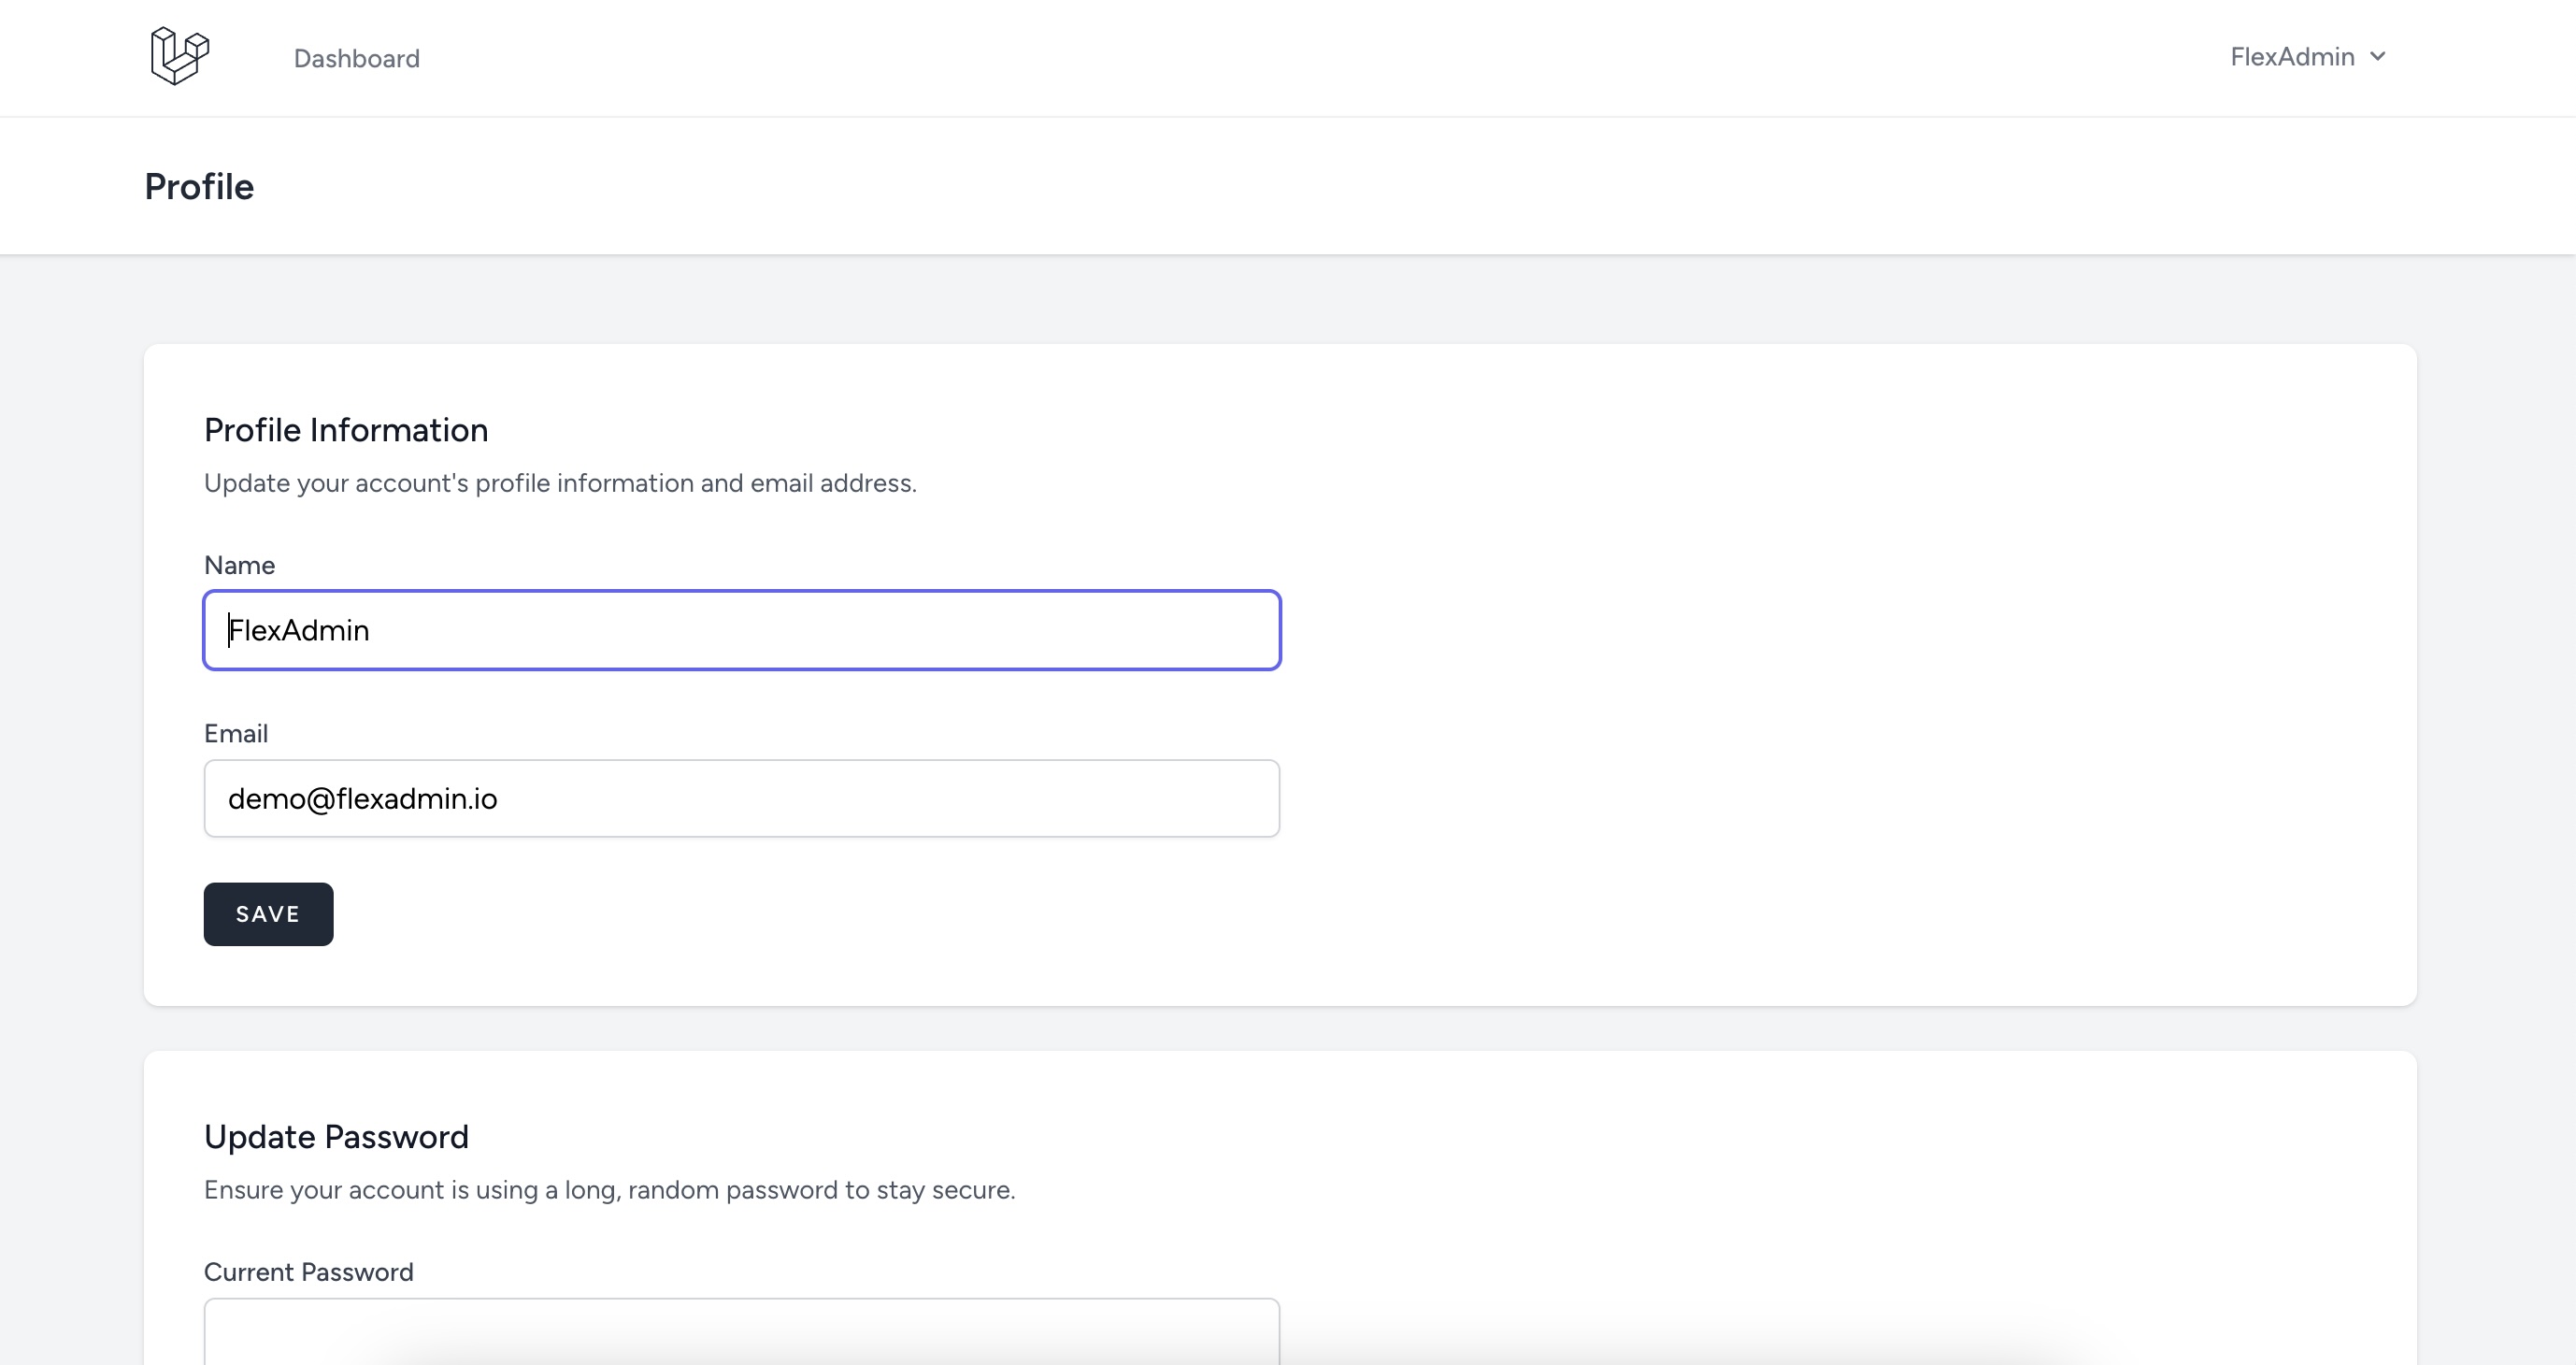 Dashboard
FlexAdmin
Profile
Profile Information
Update your account's profile information and email address.
Name
FlexAdmin
Email
demo@flexadmin.io
SAVE
Update Password
Ensure your account is using a long, random password to stay secure.
Current Password